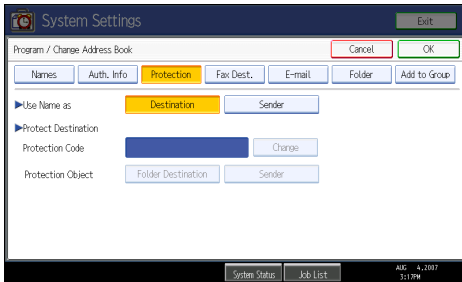 System Settings Exit
Program / Change Address Book Cancel OK
Names Auth. Info Protection Fax Dest. E-mail Folder Add to Group
▶Use Name as Destination Sender
▶Protect Destination
Protection Code Change
Protection Object Folder Destination Sender
System Status Job List AUG 4,2007
3:17PM